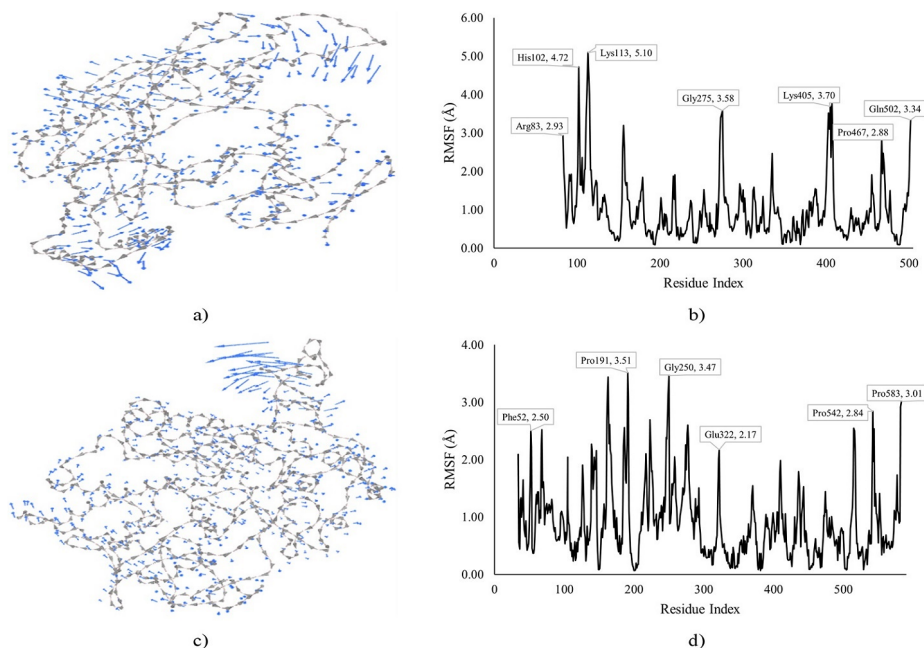 6.00
5.00
4.00
3.00
2.00
1.00
0.00
RMSF (Å)
His102, 4.72
Lys113, 5.10
Arg83, 2.93
Gly275, 3.58
Lys405, 3.70
Pro467, 2.88
Gln502, 3.34
0
100
200
300
400
500
Residue Index
a)
b)
4.00
3.00
2.00
1.00
0.00
RMSF (Å)
Phe52, 2.50
Pro191, 3.51
Gly250, 3.47
Glu322, 2.17
Pro542, 2.84
Pro583, 3.01
0
100
200
300
400
500
Residue Index
c)
d)